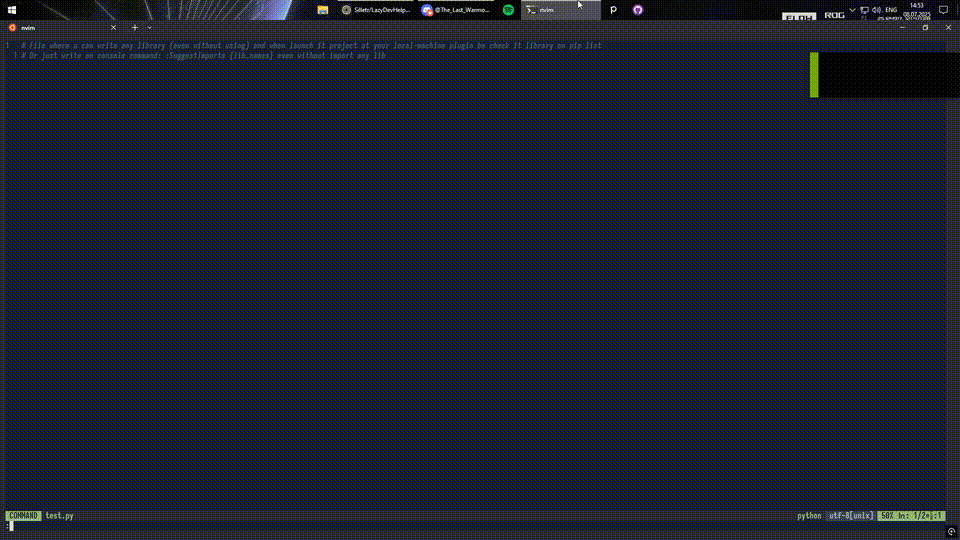 14:53
Silletr/LazyDevHelp...
@The_Last_Warmo...
nvim
ENG
ROG
08.07.2025
nvim
1 # File where u can write any library (even without using) and when launch it project at your local-machine plugin be check it library on pip list
1 # Or just write on console command: :SuggestImports {lib_names} even without import any lib
COMMAND test.py
python utf-8[unix] 50% ln: 1/2
: